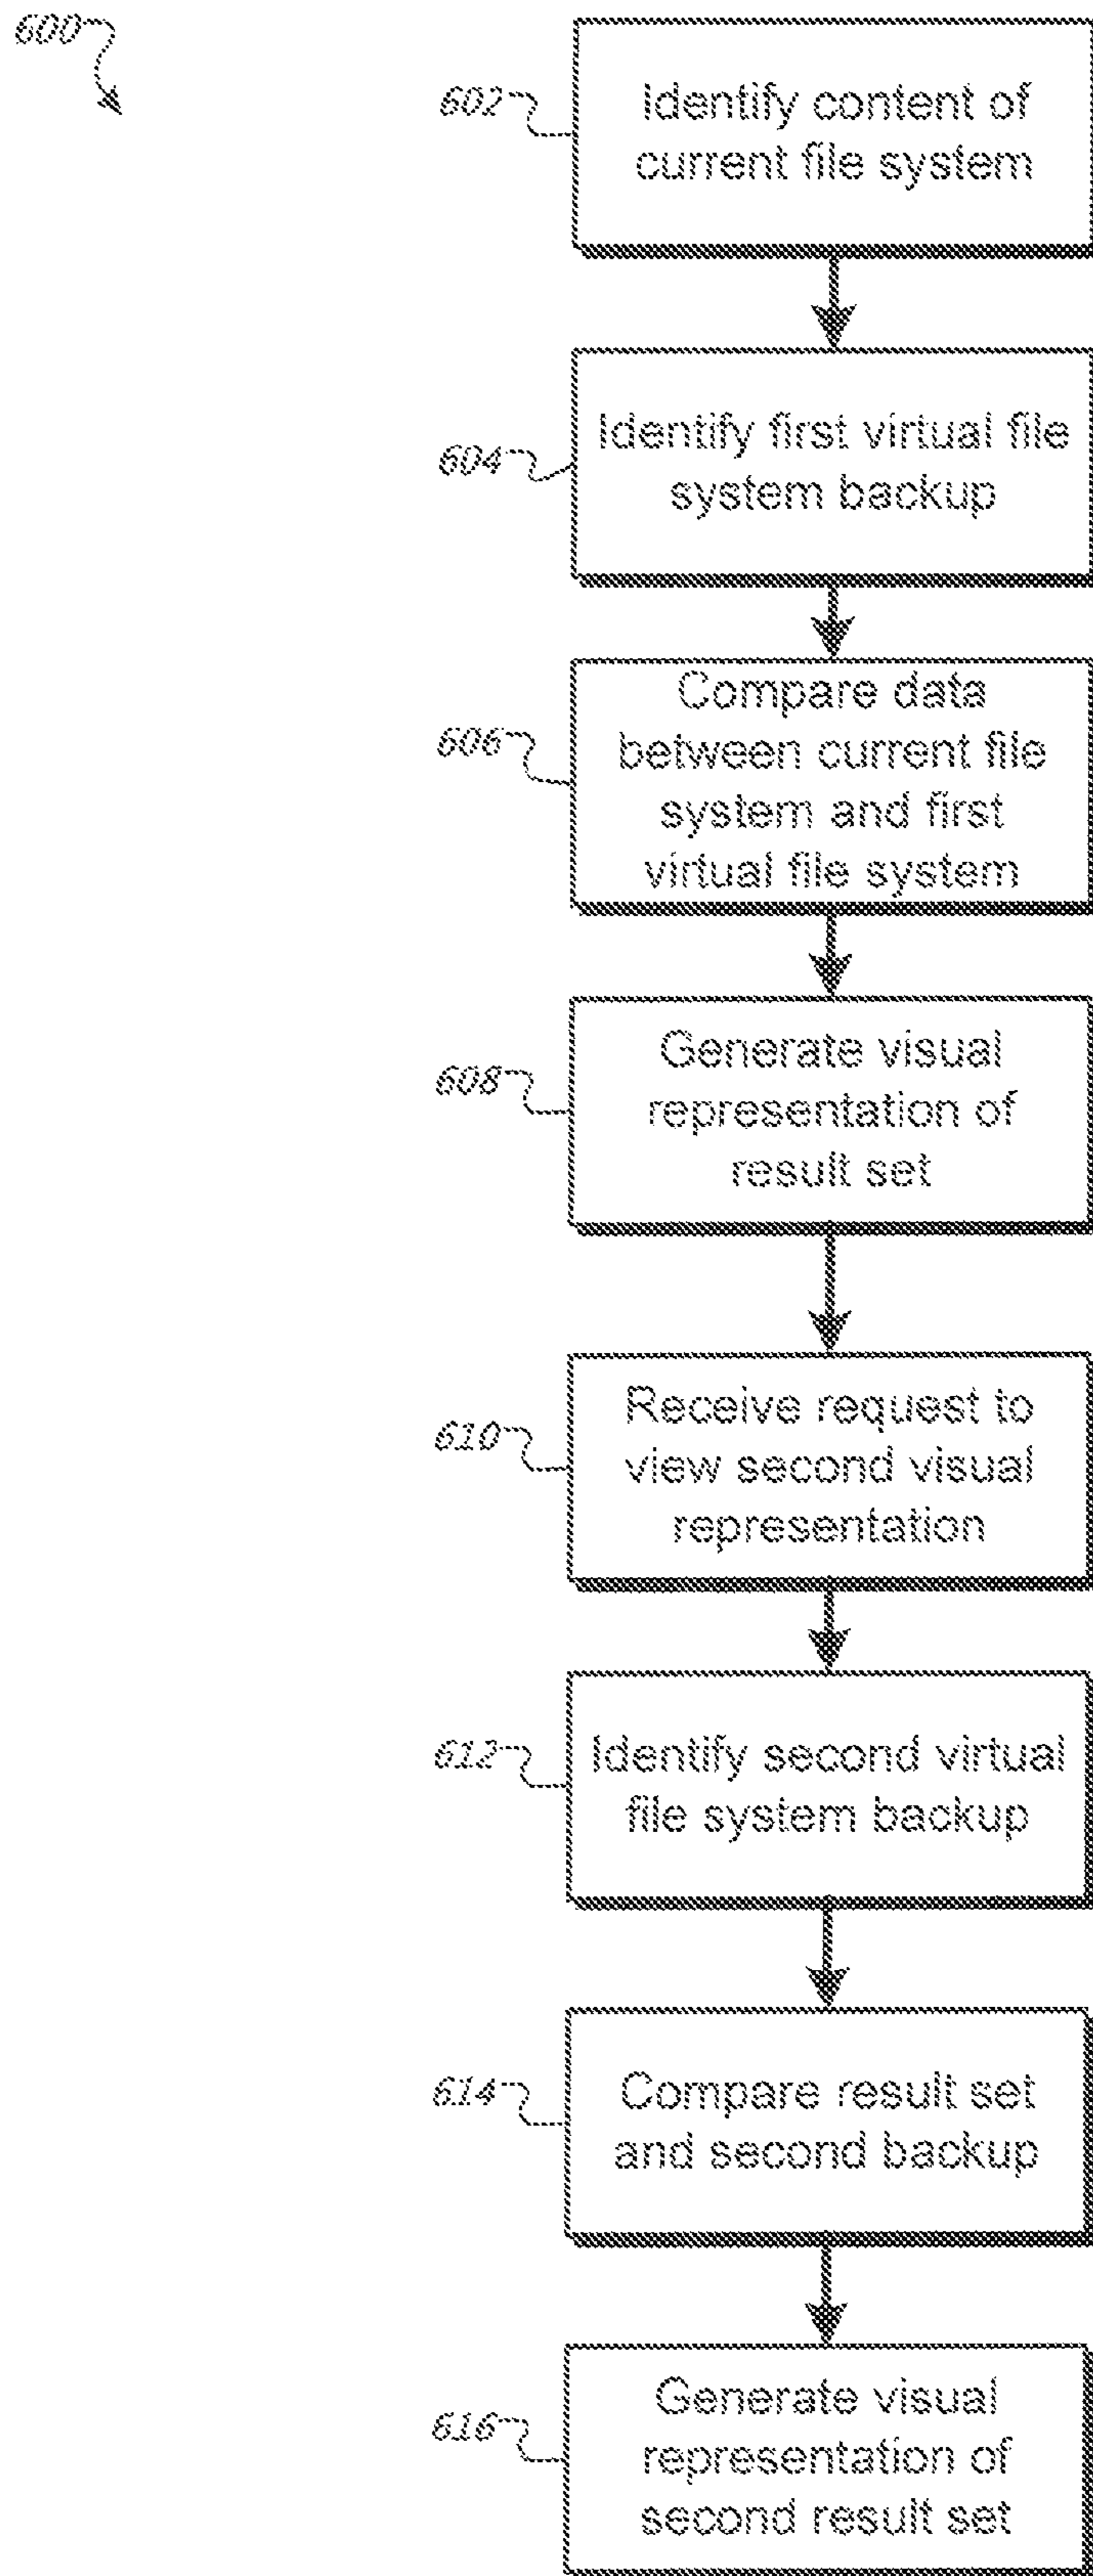 600
602
Identify content of
current file system
604
Identify first virtual file
system backup
606
Compare data
between current file
system and first
virtual file system
608
Generate visual
representation of
result set
610
Receive request to
view second visual
representation
612
Identify second virtual
file system backup
614
Compare result set
and second backup
616
Generate visual
representation of
second result set